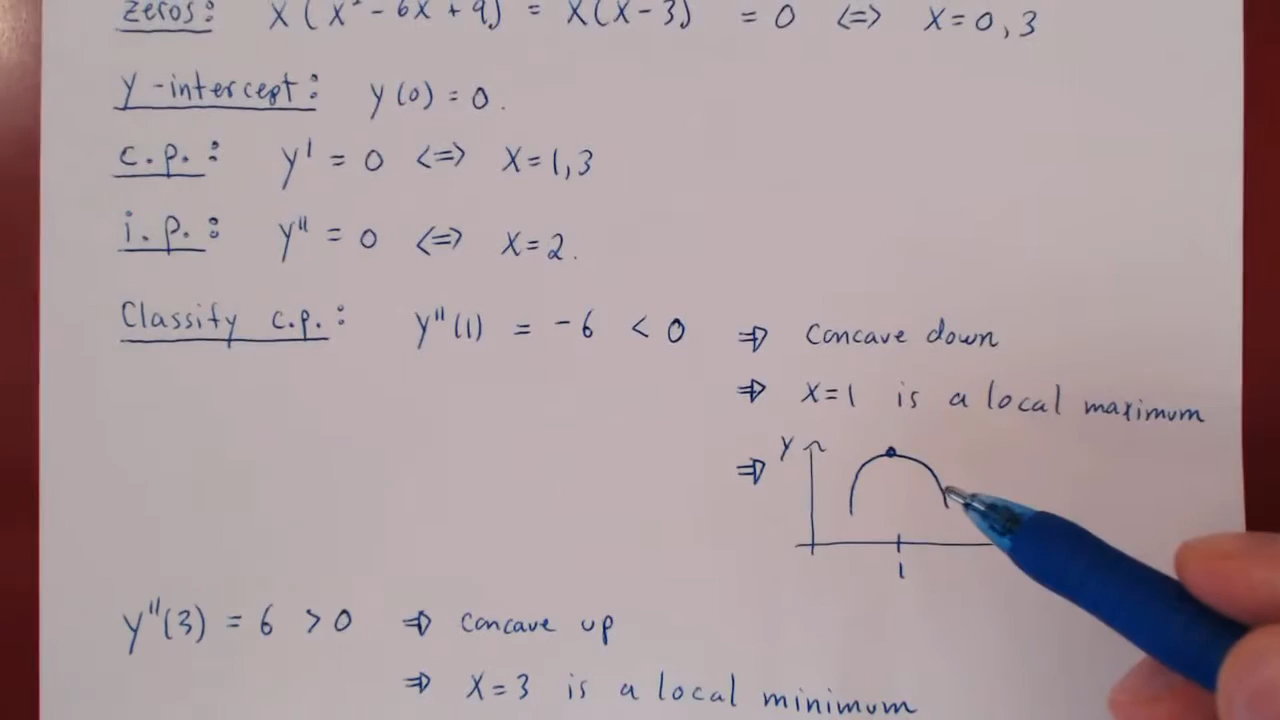 zeros: x(x² - 6x + 9) = x(x-3) = 0 <=> x=0,3
y-intercept: y(0)=0.
c.p.: y' = 0 <=> x=1,3
i.p.: y" = 0 <=> x=2.
Classify c.p.: y"(1) = -6 < 0 => concave down
=> x=1 is a local maximum
=> y
1
y"(3) = 6 > 0 => concave up
=> x=3 is a local minimum